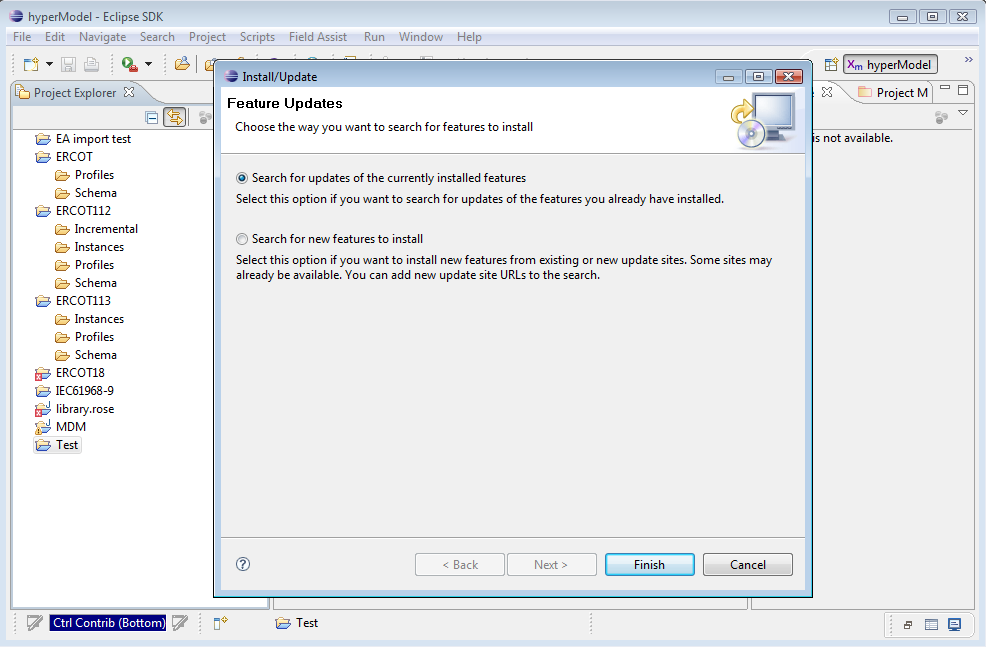 hyperModel - Eclipse SDK
File Edit Navigate Search Project Scripts Field Assist Run Window Help
hyperModel
Project Explorer
Project M
Install/Update
Feature Updates
Choose the way you want to search for features to install
is not available.
EA import test
ERCOT
Profiles
Schema
ERCOT112
Incremental
Instances
Profiles
Schema
ERCOT113
Instances
Profiles
Schema
ERCOT18
IEC61968-9
library.rose
MDM
Test
Search for updates of the currently installed features
Select this option if you want to search for updates of the features you already have installed.
Search for new features to install
Select this option if you want to install new features from existing or new update sites. Some sites may
already be available. You can add new update site URLs to the search.
< Back Next > Finish Cancel
Ctrl Contrib (Bottom) Test